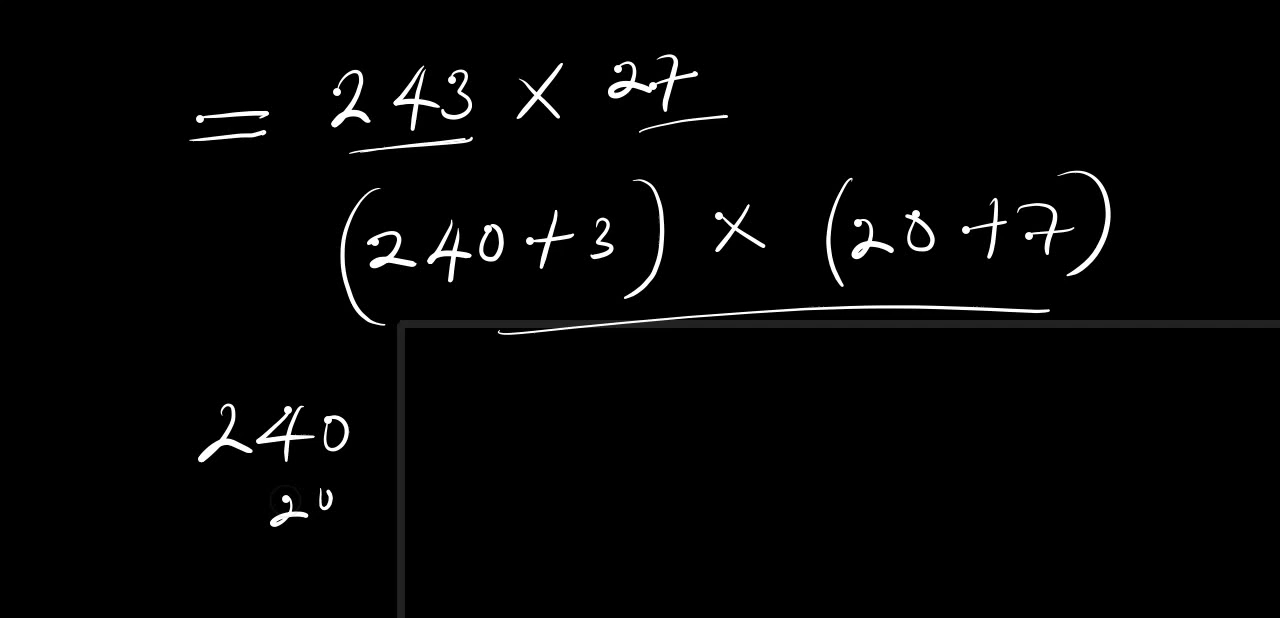 = 243 × 27
(240+3) × (20+7)
240
20